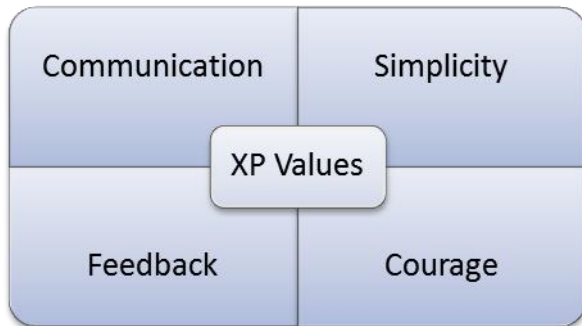 Communication
Simplicity
XP Values
Feedback
Courage